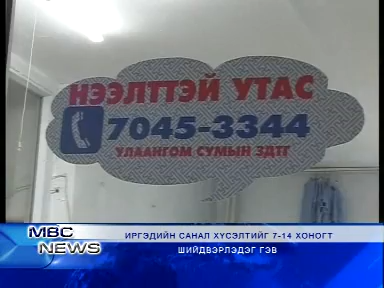 НЭЭЛТТЭЙ УТАС
7045-3344
УЛААНГОМ СУМЫН ЗДТГ
MBC
NEWS
ИРГЭДИЙН САНАЛ ХҮСЭЛТИЙГ 7-14 ХОНОГТ
ШИЙДВЭРЛЭДЭГ ГЭВ